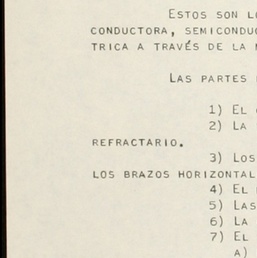 ESTOS SON
CONDUCTORA,
TRICA A TRAVÉS DE LA
LAS PARTES
1) EL
2) LA
REFRACTARIO.
3) LOS
LOS BRAZOS HORIZONTAL
4) EL
5) LAS
6) LA
7) EL
A)